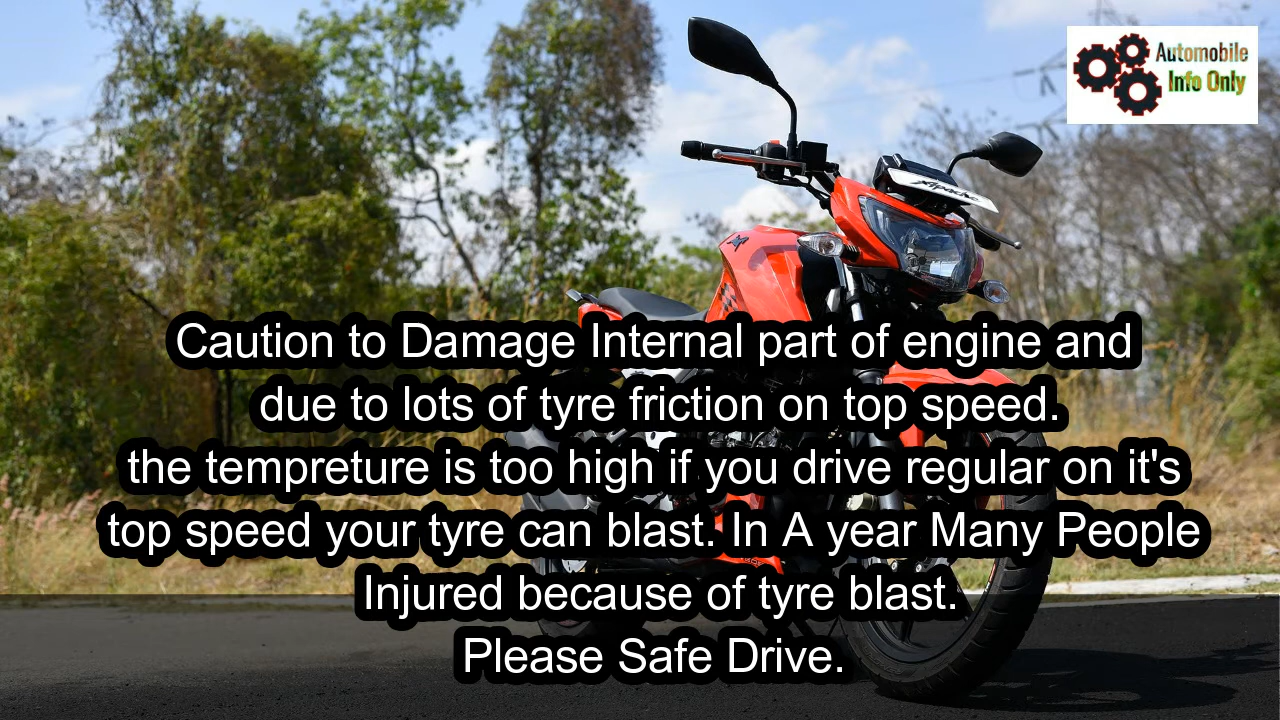 Automobile
Info Only
Apache
Caution to Damage Internal part of engine and
due to lots of tyre friction on top speed.
the tempreture is too high if you drive regular on it's
top speed your tyre can blast. In A year Many People
Injured because of tyre blast.
Please Safe Drive.